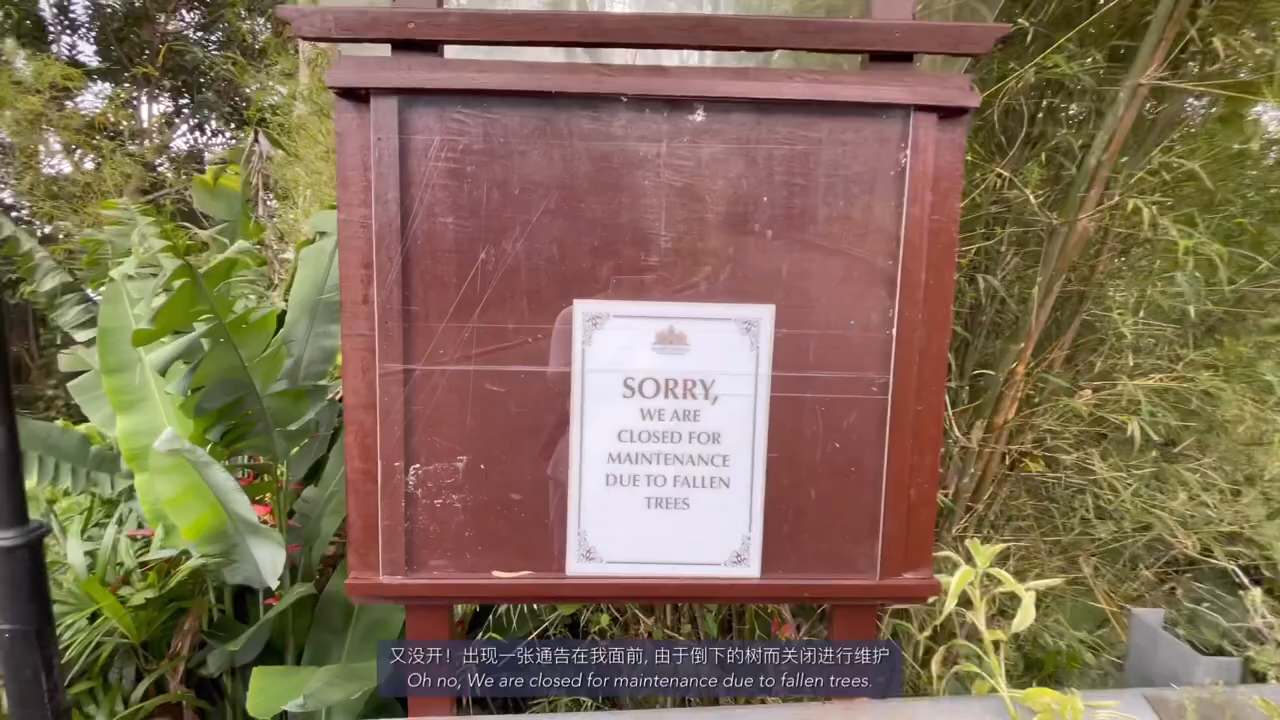 SORRY,
WE ARE
CLOSED FOR
MAINTENANCE
DUE TO FALLEN
TREES
又没开！出现一张通告在我面前, 由于倒下的树而关闭进行维护
Oh no, We are closed for maintenance due to fallen trees.